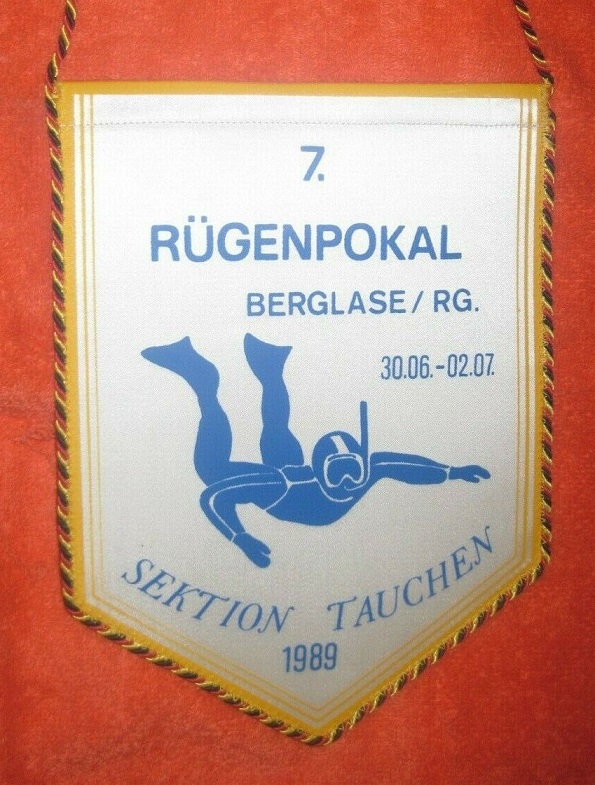 7.
RÜGENPOKAL
BERGLASE / RG.
30.06.-02.07.
SEKTION TAUCHEN
1989